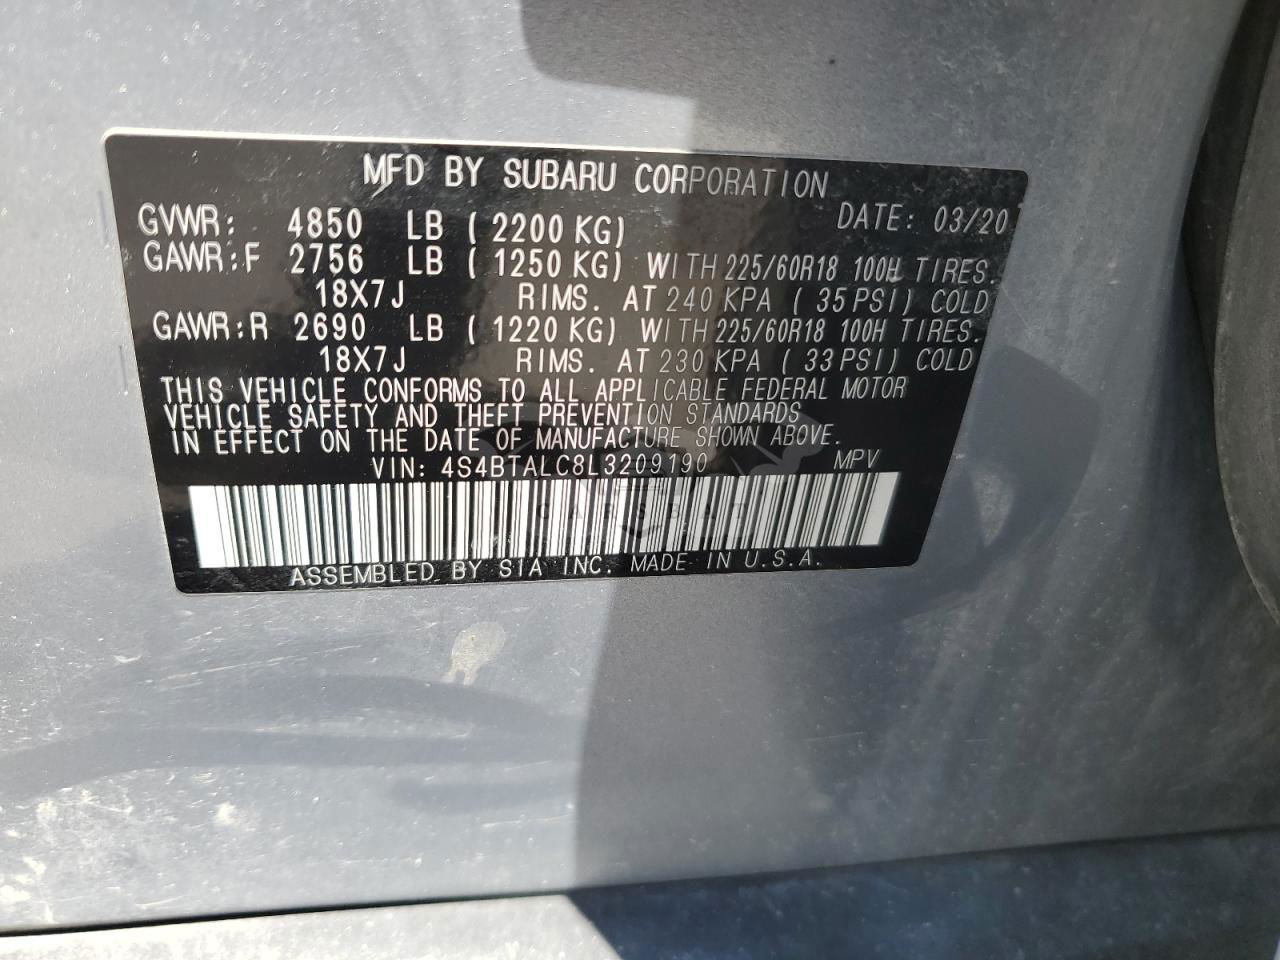 MFD BY SUBARU CORPORATION
DATE: 03/20
GVWR: 4850 LB ( 2200 KG)
GAWR:F 2756 LB ( 1250 KG) WITH 225/60R18 100H TIRES.
18X7J RIMS. AT 240 KPA ( 35 PSI) COLD
GAWR:R 2690 LB ( 1220 KG) WITH 225/60R18 100H TIRES.
18X7J RIMS. AT 230 KPA ( 33 PSI) COLD
THIS VEHICLE CONFORMS TO ALL APPLICABLE FEDERAL MOTOR
VEHICLE SAFETY AND THEFT PREVENTION STANDARDS
IN EFFECT ON THE DATE OF MANUFACTURE SHOWN ABOVE.
VIN: 4S4BTALC8L3209190 MPV
ASSEMBLED BY SIA INC. MADE IN U.S.A.